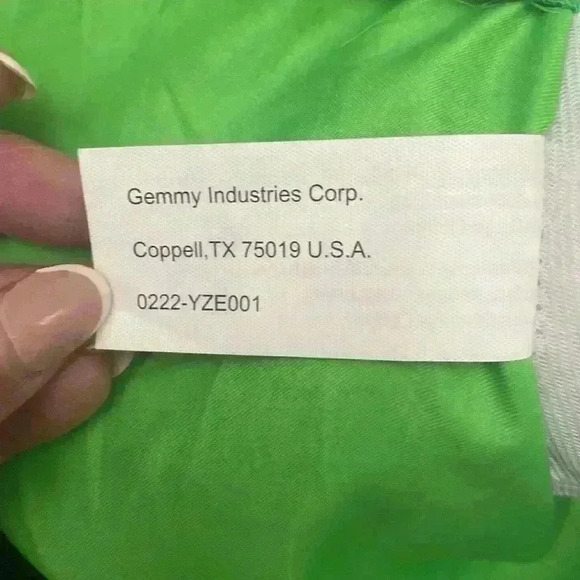 Gemmy Industries Corp.
Coppell,TX 75019 U.S.A.
0222-YZE001